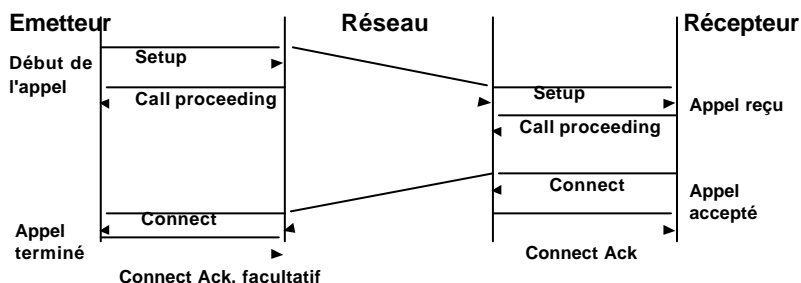 Emetteur
Réseau
Récepteur
Début de
l'appel
Setup
Call proceeding
Setup
Appel reçu
Call proceeding
Connect
Appel
accepté
Connect
Appel
terminé
Connect Ack
Connect Ack. facultatif